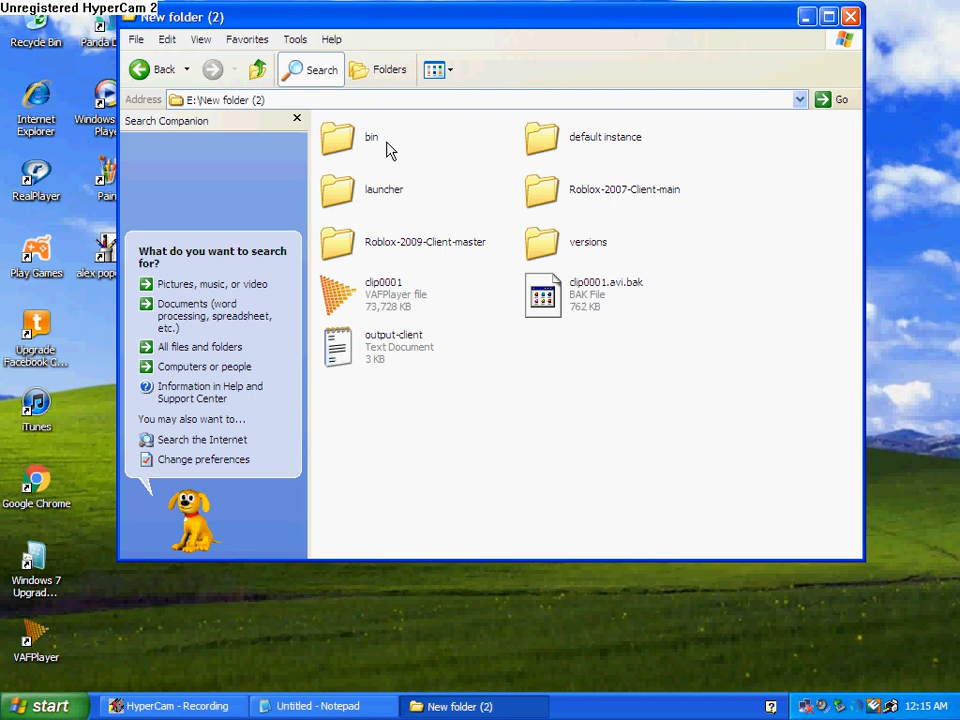 Unregistered HyperCam 2
New folder (2)
File Edit View Favorites Tools Help
Back Search Folders
Address E:\New folder (2) Go
Search Companion
What do you want to search
for?
Pictures, music, or video
Documents (word
processing, spreadsheet,
etc.)
All files and folders
Computers or people
Information in Help and
Support Center
You may also want to...
Search the Internet
Change preferences
bin
default instance
launcher
Roblox-2007-Client-main
Roblox-2009-Client-master
versions
clip0001
VAFPlayer file
73,728 KB
clip0001.avi.bak
BAK File
762 KB
output-client
Text Document
3 KB
Recycle Bin
Panda
Internet
Explorer
Windows
RealPlayer
Play Games
Upgrade
Facebook
iTunes
Google Chrome
Windows 7
Upgrad...
VAFPlayer
start
HyperCam - Recording
Untitled - Notepad
New folder (2)
12:15 AM